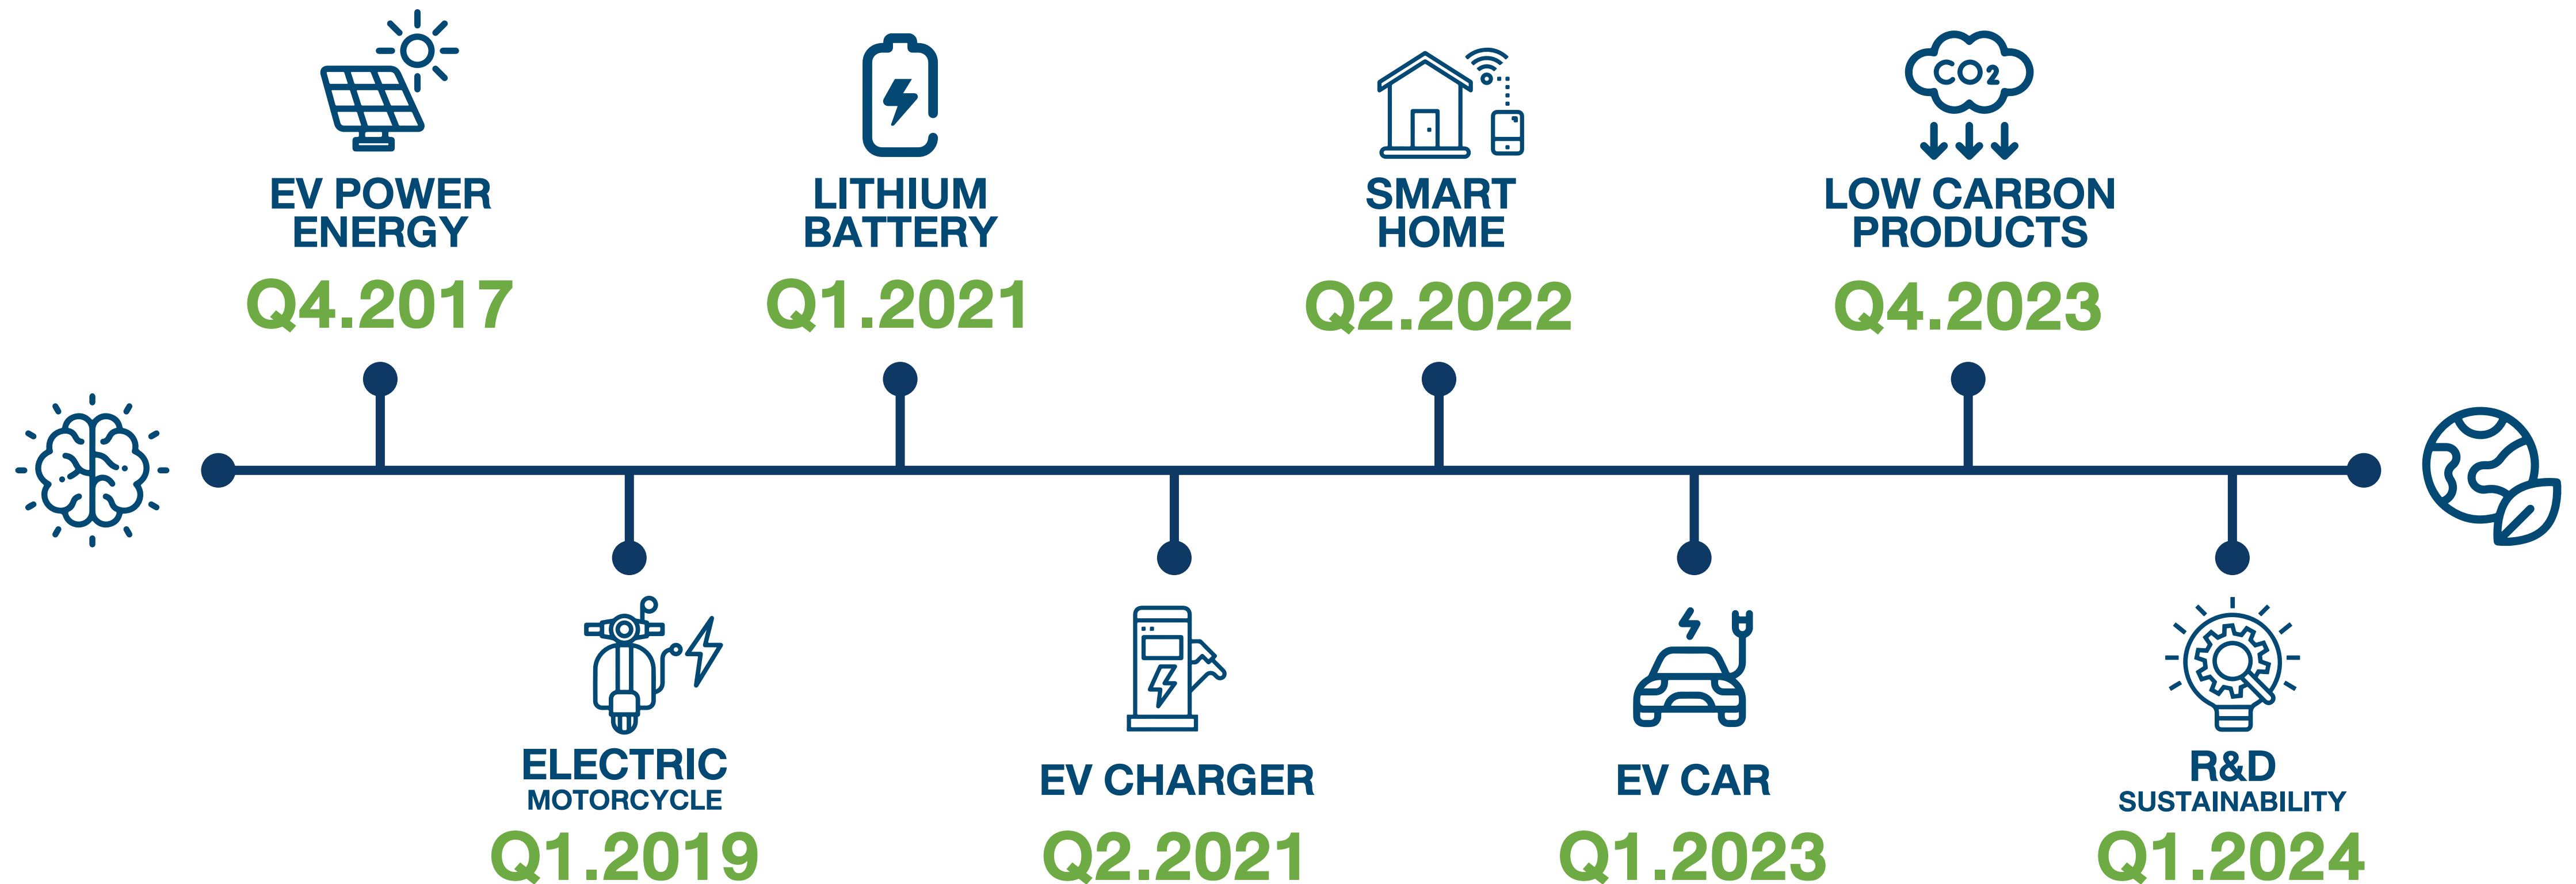 CO2
EV POWER
ENERGY
Q4.2017
LITHIUM
BATTERY
Q1.2021
SMART
HOME
Q2.2022
LOW CARBON
PRODUCTS
Q4.2023
ELECTRIC
MOTORCYCLE
Q1.2019
EV CHARGER
Q2.2021
EV CAR
Q1.2023
R&D
SUSTAINABILITY
Q1.2024